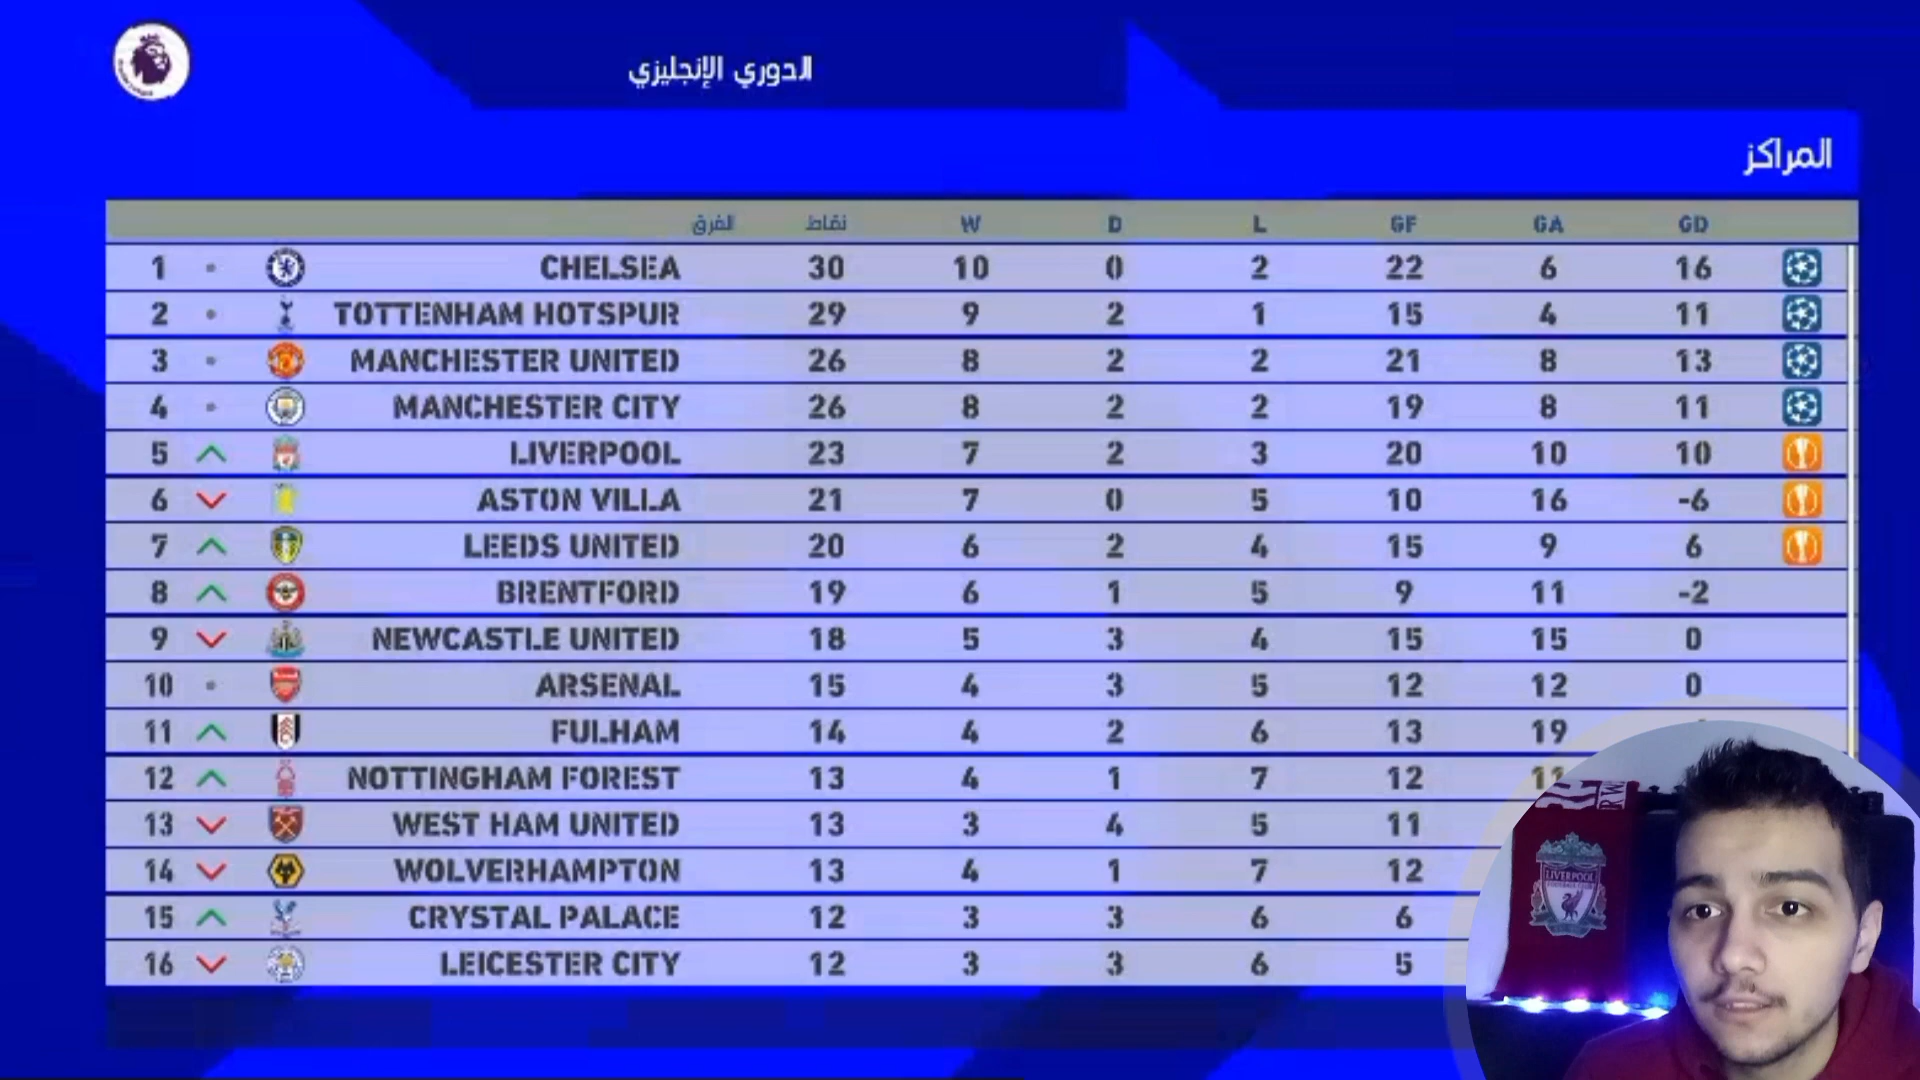 الدوري الإنجليزي
المراكز
الفرق نقاط W D L GF GA GD
1 CHELSEA 30 10 0 2 22 6 16
2 TOTTENHAM HOTSPUR 29 9 2 1 15 4 11
3 MANCHESTER UNITED 26 8 2 2 21 8 13
4 MANCHESTER CITY 26 8 2 2 19 8 11
5 LIVERPOOL 23 7 2 3 20 10 10
6 ASTON VILLA 21 7 0 5 10 16 -6
7 LEEDS UNITED 20 6 2 4 15 9 6
8 BRENTFORD 19 6 1 5 9 11 -2
9 NEWCASTLE UNITED 18 5 3 4 15 15 0
10 ARSENAL 15 4 3 5 12 12 0
11 FULHAM 14 4 2 6 13 19
12 NOTTINGHAM FOREST 13 4 1 7 12
13 WEST HAM UNITED 13 3 4 5 11
14 WOLVERHAMPTON 13 4 1 7 12
15 CRYSTAL PALACE 12 3 3 6 6
16 LEICESTER CITY 12 3 3 6 5
LIVERPOOL